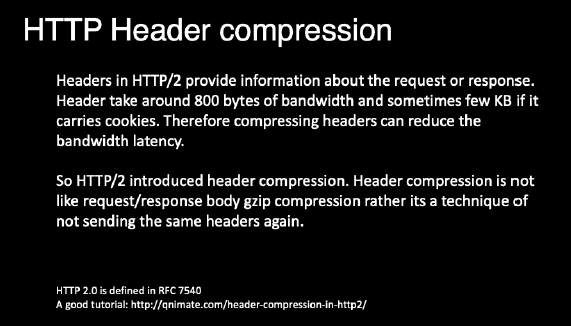 HTTP Header compression
Headers in HTTP/2 provide information about the request or response.
Header take around 800 bytes of bandwidth and sometimes few KB if it
carries cookies. Therefore compressing headers can reduce the
bandwidth latency.
So HTTP/2 introduced header compression. Header compression is not
like request/response body gzip compression rather its a technique of
not sending the same headers again.
HTTP 2.0 is defined in RFC 7540
A good tutorial: http://qnimate.com/header-compression-in-http2/